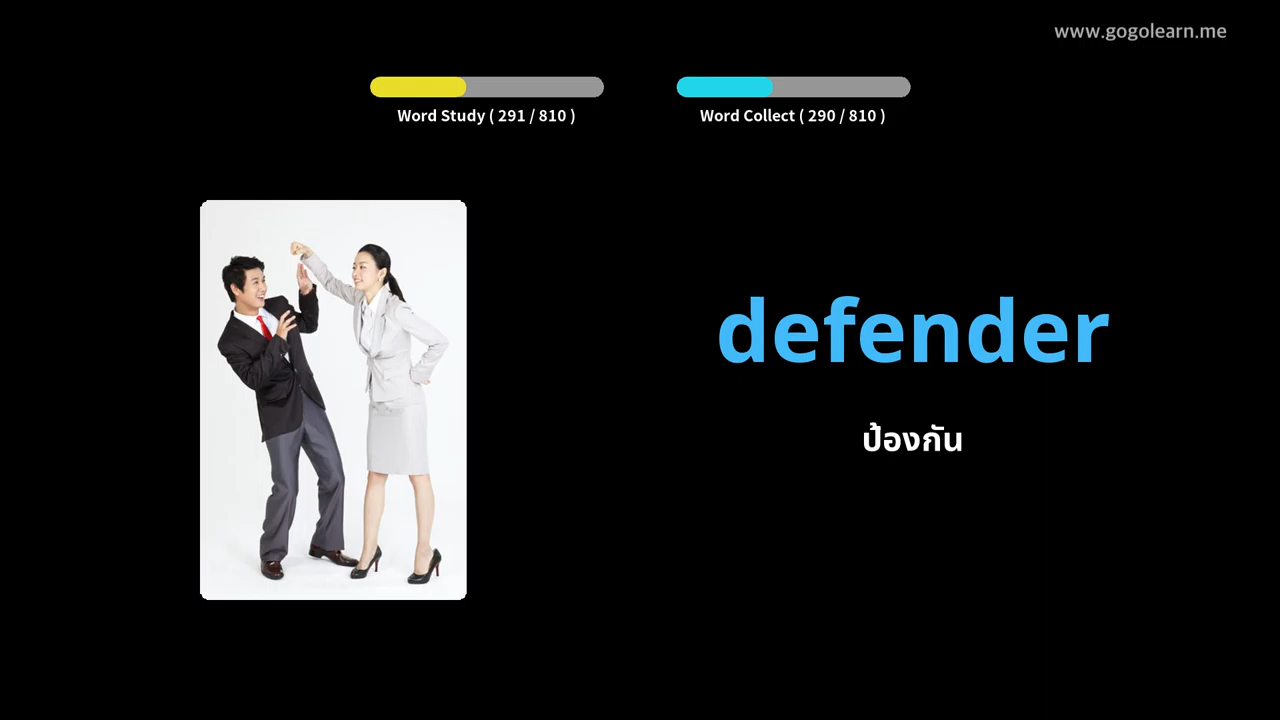 www.gogolearn.me
Word Study ( 291 / 810 )
Word Collect ( 290 / 810 )
defender
ป้องกัน